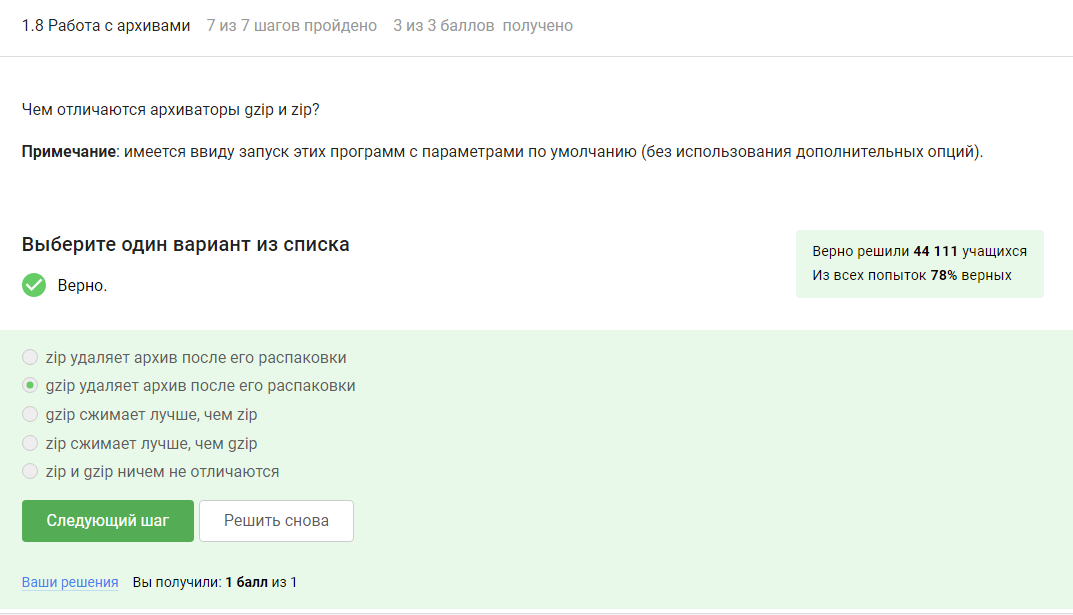 1.8 Работа с архивами 7 из 7 шагов пройдено 3 из 3 баллов получено
Чем отличаются архиваторы gzip и zip?
Примечание: имеется ввиду запуск этих программ с параметрами по умолчанию (без использования дополнительных опций).
Выберите один вариант из списка
Верно.
Верно решили 44 111 учащихся
Из всех попыток 78% верных
zip удаляет архив после его распаковки
gzip удаляет архив после его распаковки
gzip сжимает лучше, чем zip
zip сжимает лучше, чем gzip
zip и gzip ничем не отличаются
Следующий шаг Решить снова
Ваши решения Вы получили: 1 балл из 1